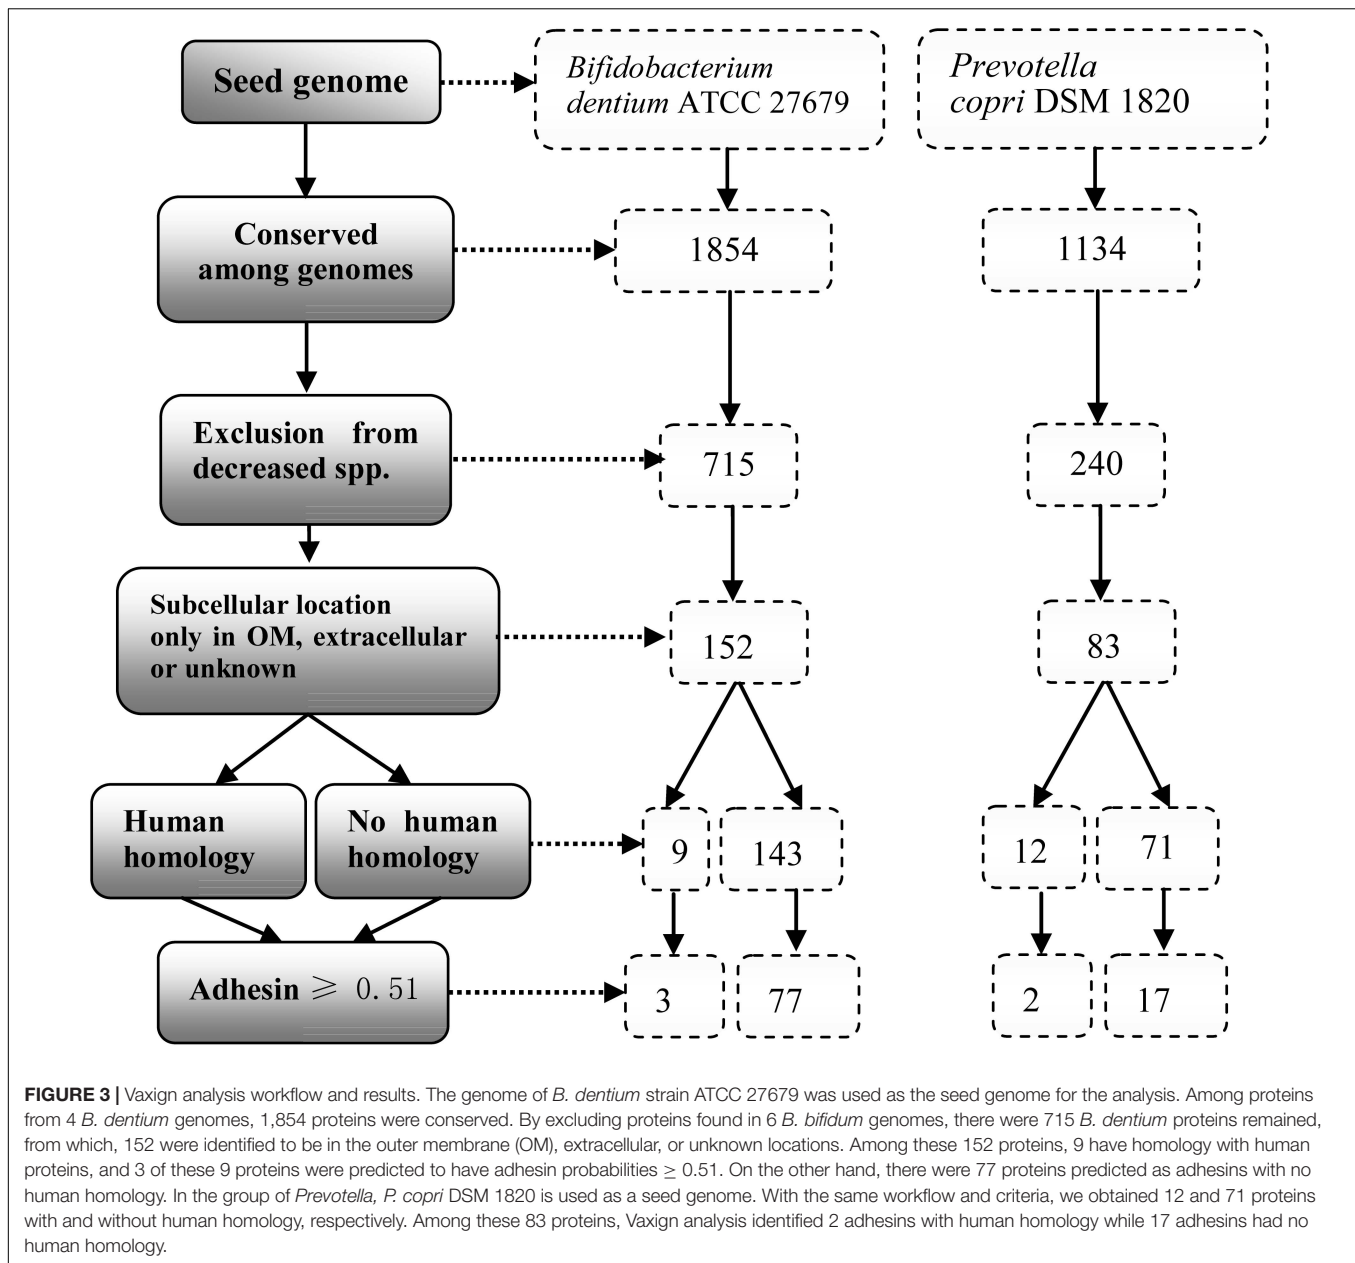 Seed genome
Bifidobacterium
dentium ATCC 27679
Prevotella
copri DSM 1820
Conserved
among genomes
1854
1134
Exclusion from
decreased spp.
715
240
Subcellular location
only in OM, extracellular
or unknown
152
83
Human
homology
No human
homology
9
143
12
71
Adhesin ⩾ 0.51
3
77
2
17
FIGURE 3 | Vaxign analysis workflow and results. The genome of B. dentium strain ATCC 27679 was used as the seed genome for the analysis. Among proteins
from 4 B. dentium genomes, 1,854 proteins were conserved. By excluding proteins found in 6 B. bifidum genomes, there were 715 B. dentium proteins remained,
from which, 152 were identified to be in the outer membrane (OM), extracellular, or unknown locations. Among these 152 proteins, 9 have homology with human
proteins, and 3 of these 9 proteins were predicted to have adhesin probabilities ≥ 0.51. On the other hand, there were 77 proteins predicted as adhesins with no
human homology. In the group of Prevotella, P. copri DSM 1820 is used as a seed genome. With the same workflow and criteria, we obtained 12 and 71 proteins
with and without human homology, respectively. Among these 83 proteins, Vaxign analysis identified 2 adhesins with human homology while 17 adhesins had no
human homology.